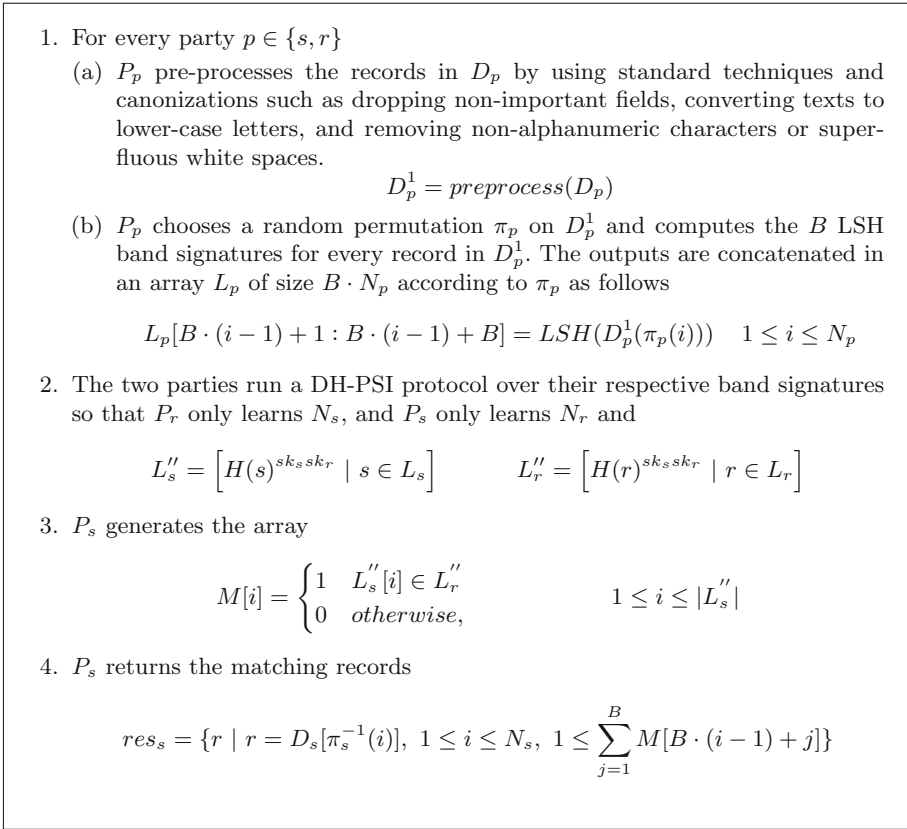 1. For every party p ∈ {s, r}
(a) P_p pre-processes the records in D_p by using standard techniques and
canonizations such as dropping non-important fields, converting texts to
lower-case letters, and removing non-alphanumeric characters or super-
fluous white spaces.
D_p^1 = preprocess(D_p)
(b) P_p chooses a random permutation π_p on D_p^1 and computes the B LSH
band signatures for every record in D_p^1. The outputs are concatenated in
an array L_p of size B · N_p according to π_p as follows
L_p[B · (i − 1) + 1 : B · (i − 1) + B] = LSH(D_p^1(π_p(i))) 1 ≤ i ≤ N_p
2. The two parties run a DH-PSI protocol over their respective band signatures
so that P_r only learns N_s, and P_s only learns N_r and
L_s'' = [H(s)^{sk_s sk_r} | s ∈ L_s] L_r'' = [H(r)^{sk_s sk_r} | r ∈ L_r]
3. P_s generates the array
M[i] = { 1 L_s''[i] ∈ L_r''
0 otherwise, 1 ≤ i ≤ |L_s''|
4. P_s returns the matching records
res_s = {r | r = D_s[π_s^{-1}(i)], 1 ≤ i ≤ N_s, 1 ≤ ∑_{j=1}^{B} M[B · (i − 1) + j]}